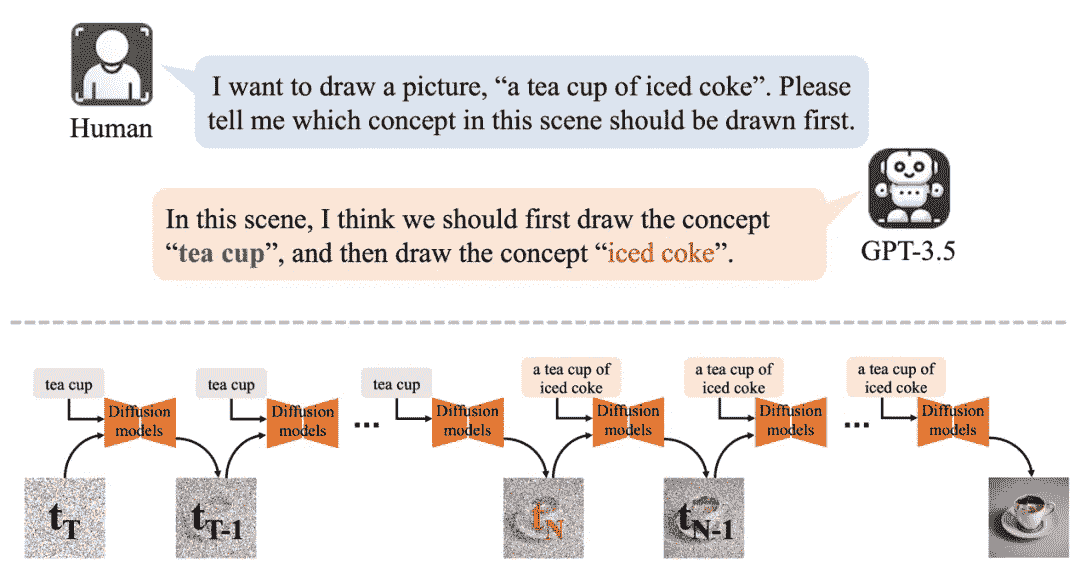 I want to draw a picture, “a tea cup of iced coke”. Please
tell me which concept in this scene should be drawn first.
Human
In this scene, I think we should first draw the concept
“tea cup”, and then draw the concept “iced coke”.
GPT-3.5
tea cup
tea cup
tea cup
a tea cup of
iced coke
a tea cup of
iced coke
a tea cup of
iced coke
Diffusion
models
Diffusion
models
...
Diffusion
models
Diffusion
models
Diffusion
models
...
Diffusion
models
tT
tT-1
tN
tN-1